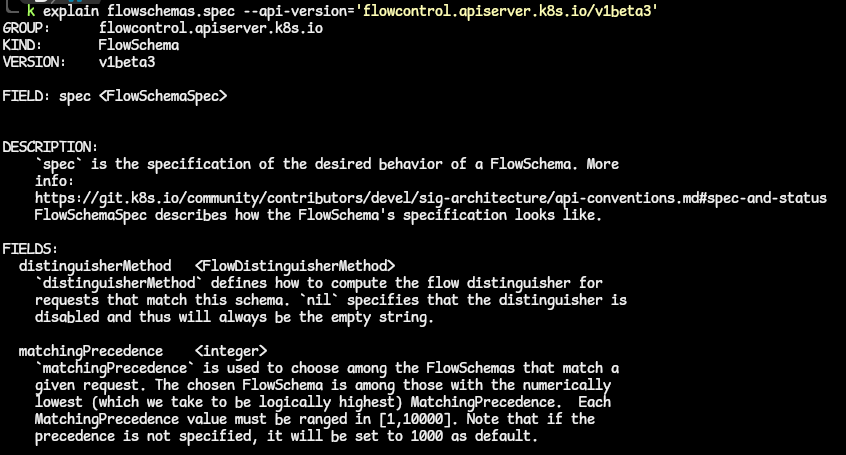 k explain flowschemas.spec --api-version='flowcontrol.apiserver.k8s.io/v1beta3'
GROUP:      flowcontrol.apiserver.k8s.io
KIND:       FlowSchema
VERSION:    v1beta3

FIELD: spec <FlowSchemaSpec>


DESCRIPTION:
    `spec` is the specification of the desired behavior of a FlowSchema. More
    info:
    https://git.k8s.io/community/contributors/devel/sig-architecture/api-conventions.md#spec-and-status
    FlowSchemaSpec describes how the FlowSchema's specification looks like.

FIELDS:
  distinguisherMethod   <FlowDistinguisherMethod>
    `distinguisherMethod` defines how to compute the flow distinguisher for
    requests that match this schema. `nil` specifies that the distinguisher is
    disabled and thus will always be the empty string.

  matchingPrecedence    <integer>
    `matchingPrecedence` is used to choose among the FlowSchemas that match a
    given request. The chosen FlowSchema is among those with the numerically
    lowest (which we take to be logically highest) MatchingPrecedence.  Each
    MatchingPrecedence value must be ranged in [1,10000]. Note that if the
    precedence is not specified, it will be set to 1000 as default.